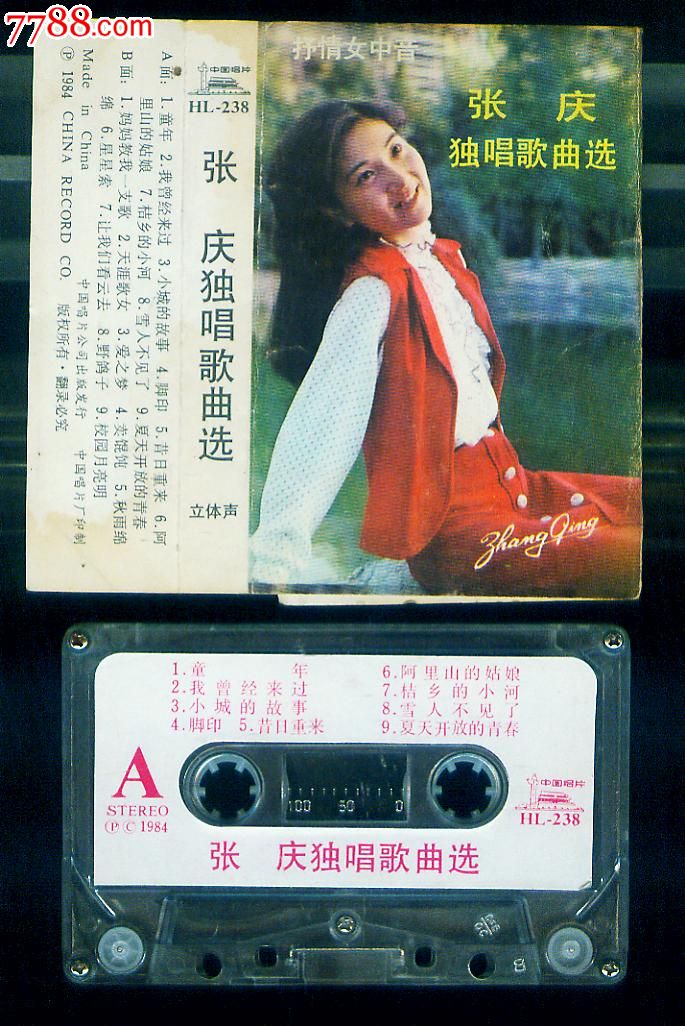 7788.com
抒情女中音
张 庆
独唱歌曲选
Zhang Qing
中国唱片
HL-238
张 庆独唱歌曲选
立体声
A面：1.童年 2.我曾经来过 3.小城的故事 4.脚印 5.昔日重来 6.阿
里山的姑娘 7.桔乡的小河 8.雪人不见了 9.夏天开放的青春
B面：1.妈妈教我一支歌 2.天涯歌女 3.爱之梦 4.卖馄饨 5.秋雨绵
绵 6.星星索 7.让我们看云去 8.野鸽子 9.校园月亮明
Made in China 中国唱片公司出版发行 中国唱片厂印制
Ⓟ 1984 CHINA RECORD CO. 版权所有·翻录必究
1.童 年
2.我曾经来过
3.小城的故事
4.脚印 5.昔日重来
6.阿里山的姑娘
7.桔乡的小河
8.雪人不见了
9.夏天开放的青春
A
STEREO
Ⓟ Ⓒ 1984
100 50 0
中国唱片
HL-238
张 庆独唱歌曲选